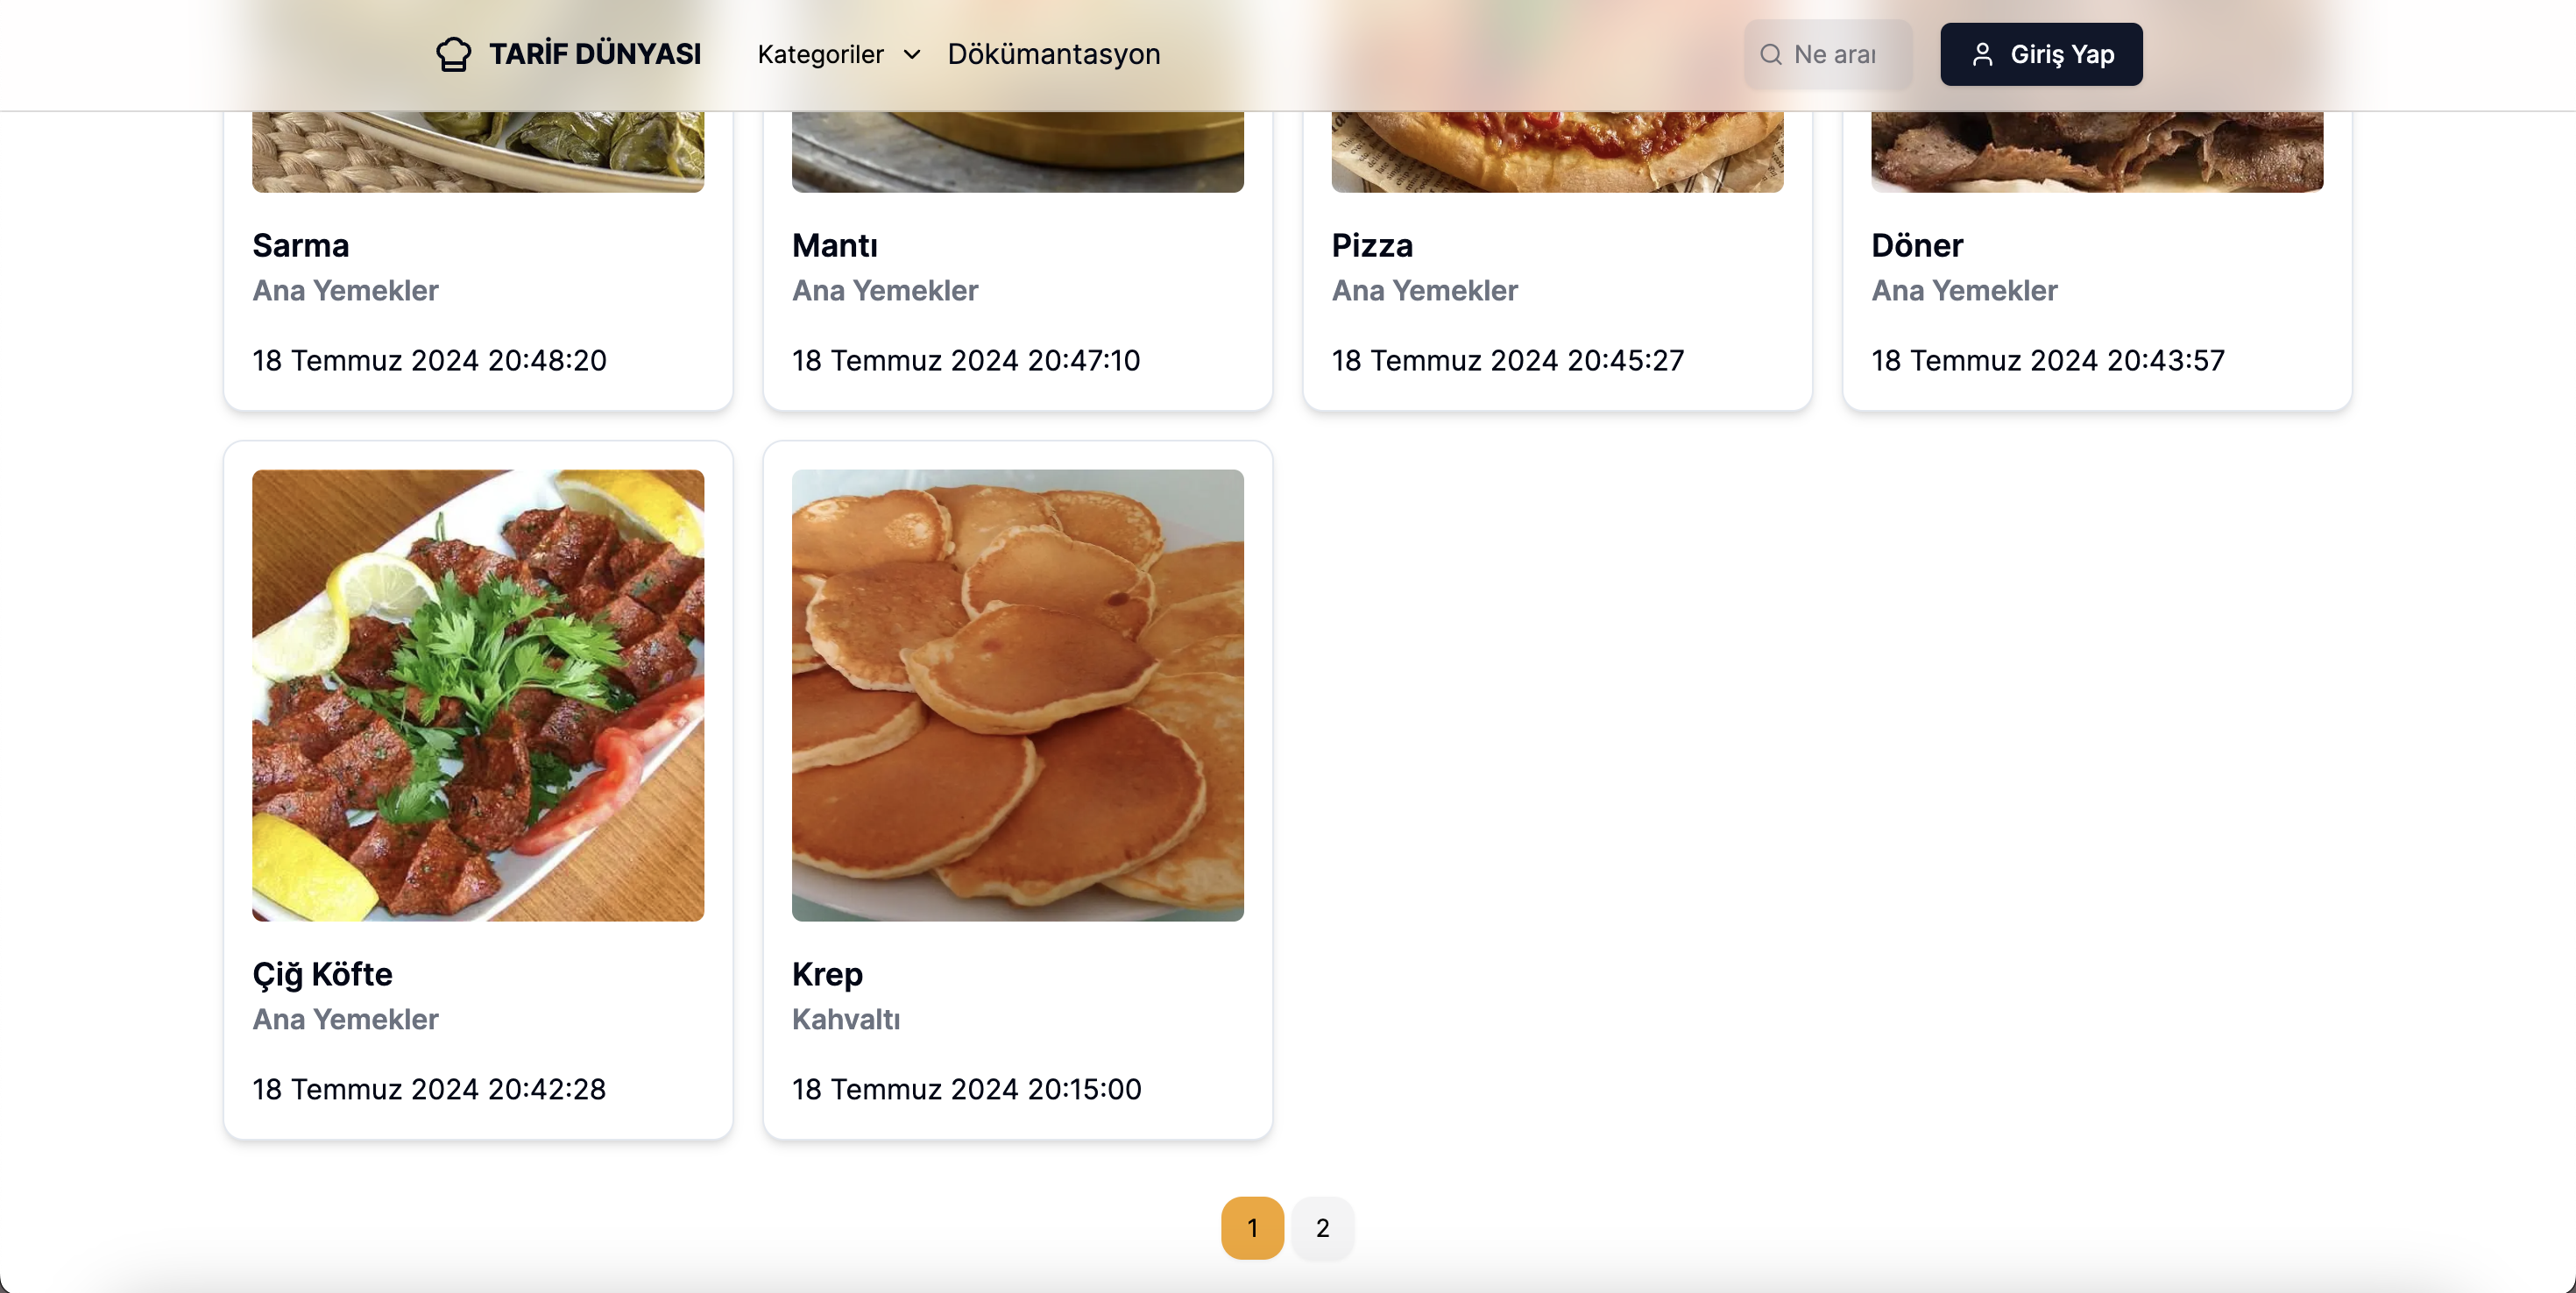 TARİF DÜNYASI
Kategoriler
Dökümantasyon
Ne arar
Giriş Yap
Sarma
Ana Yemekler
18 Temmuz 2024 20:48:20
Mantı
Ana Yemekler
18 Temmuz 2024 20:47:10
Pizza
Ana Yemekler
18 Temmuz 2024 20:45:27
Döner
Ana Yemekler
18 Temmuz 2024 20:43:57
Çiğ Köfte
Ana Yemekler
18 Temmuz 2024 20:42:28
Krep
Kahvaltı
18 Temmuz 2024 20:15:00
1
2